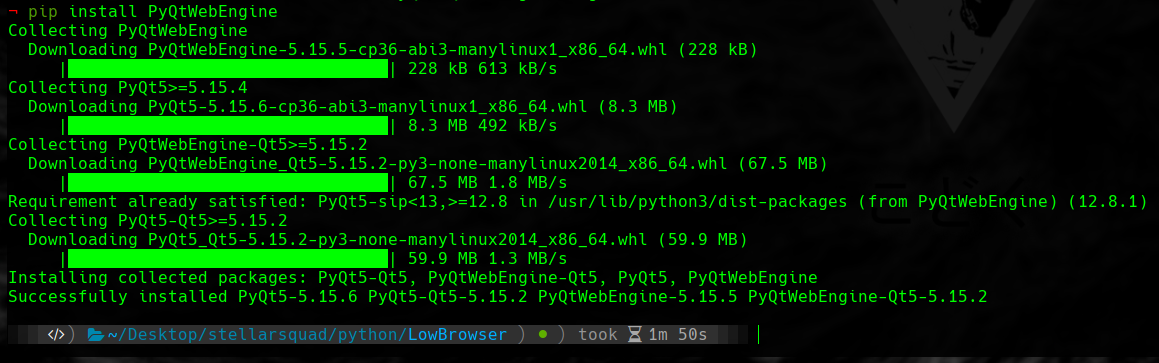 ¬ pip install PyQtWebEngine
Collecting PyQtWebEngine
Downloading PyQtWebEngine-5.15.5-cp36-abi3-manylinux1_x86_64.whl (228 kB)
|████████████████████████████████| 228 kB 613 kB/s
Collecting PyQt5>=5.15.4
Downloading PyQt5-5.15.6-cp36-abi3-manylinux1_x86_64.whl (8.3 MB)
|████████████████████████████████| 8.3 MB 492 kB/s
Collecting PyQtWebEngine-Qt5>=5.15.2
Downloading PyQtWebEngine_Qt5-5.15.2-py3-none-manylinux2014_x86_64.whl (67.5 MB)
|████████████████████████████████| 67.5 MB 1.8 MB/s
Requirement already satisfied: PyQt5-sip<13,>=12.8 in /usr/lib/python3/dist-packages (from PyQtWebEngine) (12.8.1)
Collecting PyQt5-Qt5>=5.15.2
Downloading PyQt5_Qt5-5.15.2-py3-none-manylinux2014_x86_64.whl (59.9 MB)
|████████████████████████████████| 59.9 MB 1.3 MB/s
Installing collected packages: PyQt5-Qt5, PyQtWebEngine-Qt5, PyQt5, PyQtWebEngine
Successfully installed PyQt5-5.15.6 PyQt5-Qt5-5.15.2 PyQtWebEngine-5.15.5 PyQtWebEngine-Qt5-5.15.2
</> ) ~/Desktop/stellarsquad/python/LowBrowser ) ● ) took ⌛ 1m 50s